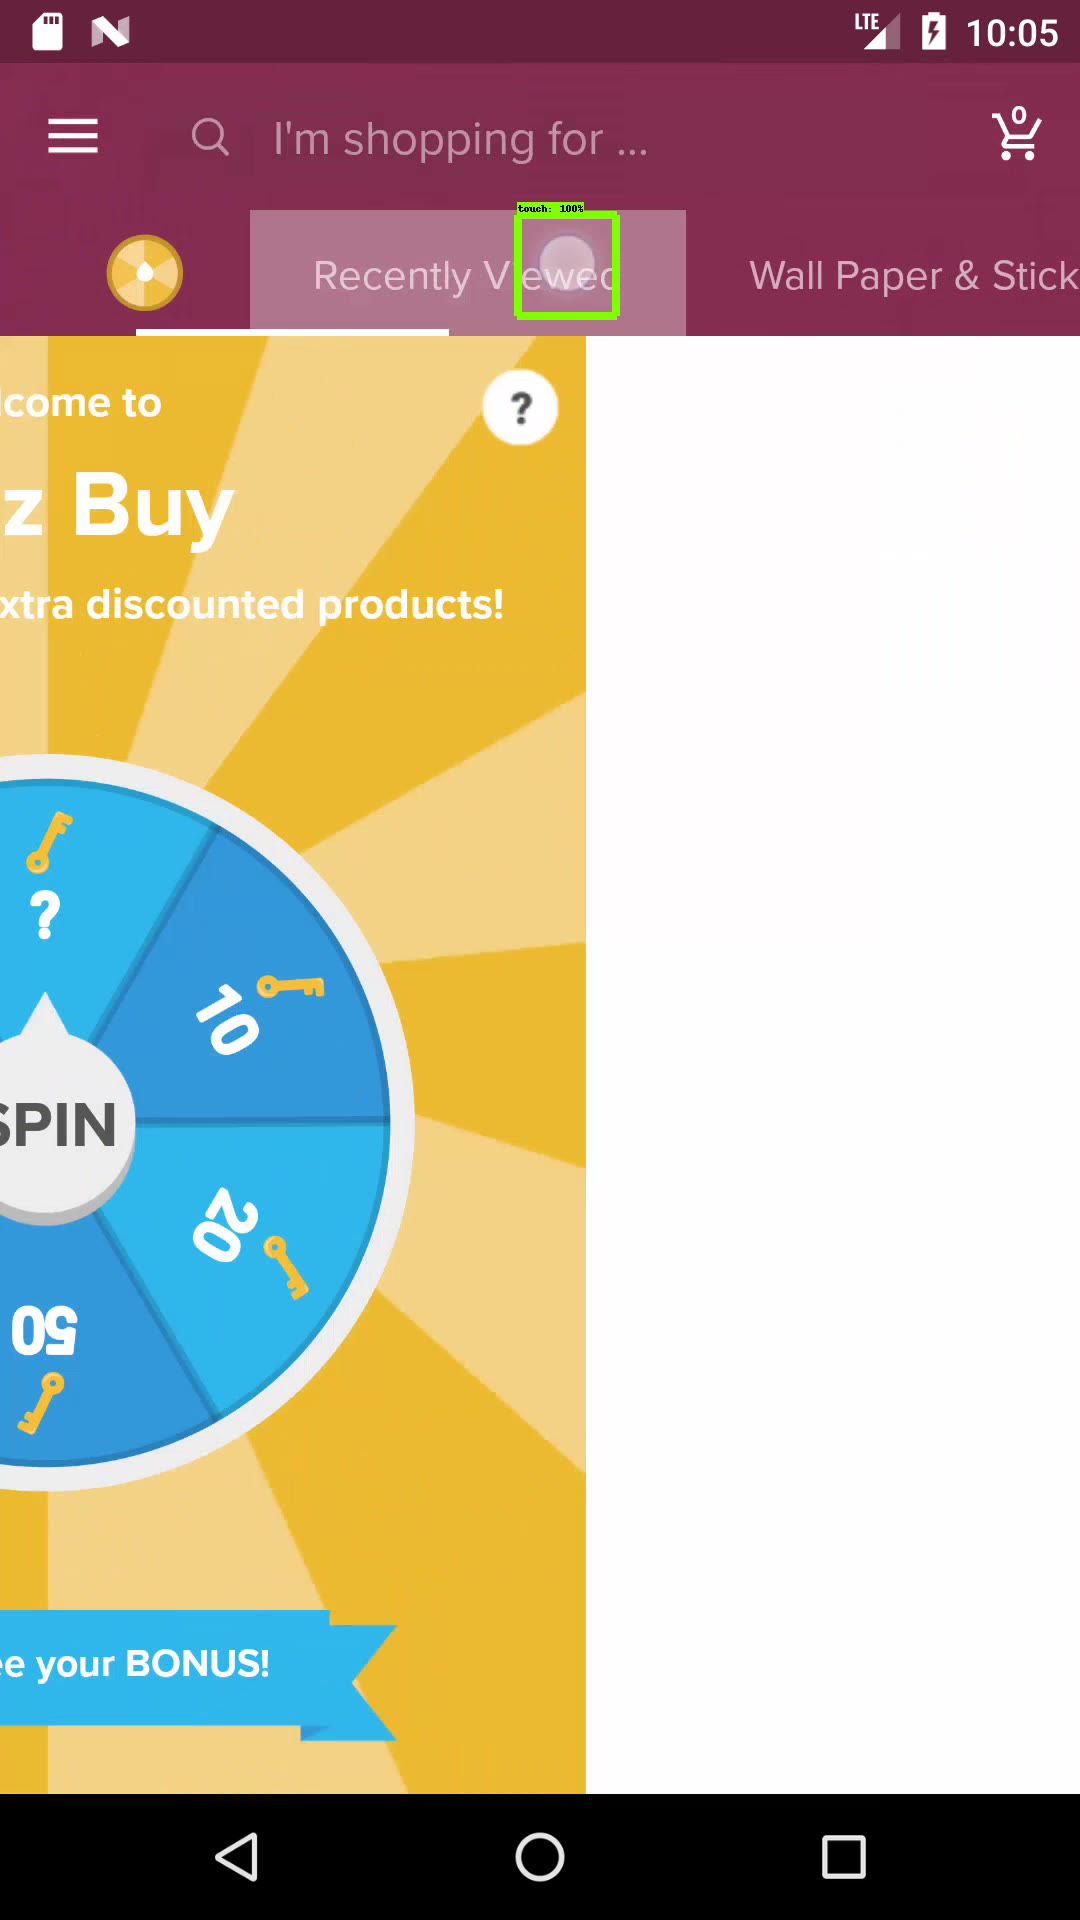 LTE
10:05
I'm shopping for ...
0
touch: 100%
Recently Viewed
Wall Paper & Stick
lcome to
?
z Buy
xtra discounted products!
?
10
SPIN
20
50
ee your BONUS!